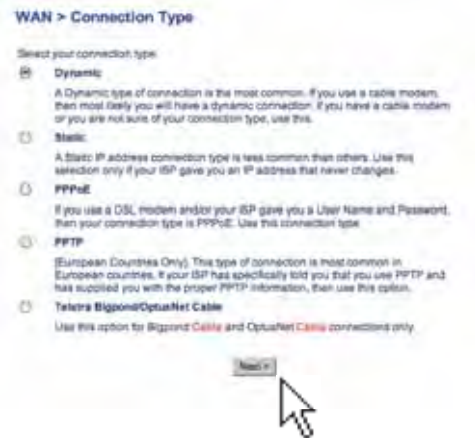 WAN > Connection Type
Select your connection type:
Dynamic
A Dynamic type of connection is the most common. If you use a cable modem,
then most likely you will have a dynamic connection. If you have a cable modem
or you are not sure of your connection type, use this.
Static
A Static IP address connection type is less common than others. Use this
selection only if your ISP gave you an IP address that never changes.
PPPoE
If you use a DSL modem and/or your ISP gave you a User Name and Password,
then your connection type is PPPoE. Use this connection type.
PPTP
[European Countries Only]. This type of connection is most common in
European countries. If your ISP has specifically told you that you use PPTP and
has supplied you with the proper PPTP information, then use this option.
Telstra Bigpond/OptusNet Cable
Use this option for Bigpond Cable and OptusNet Cable connections only.
Next >